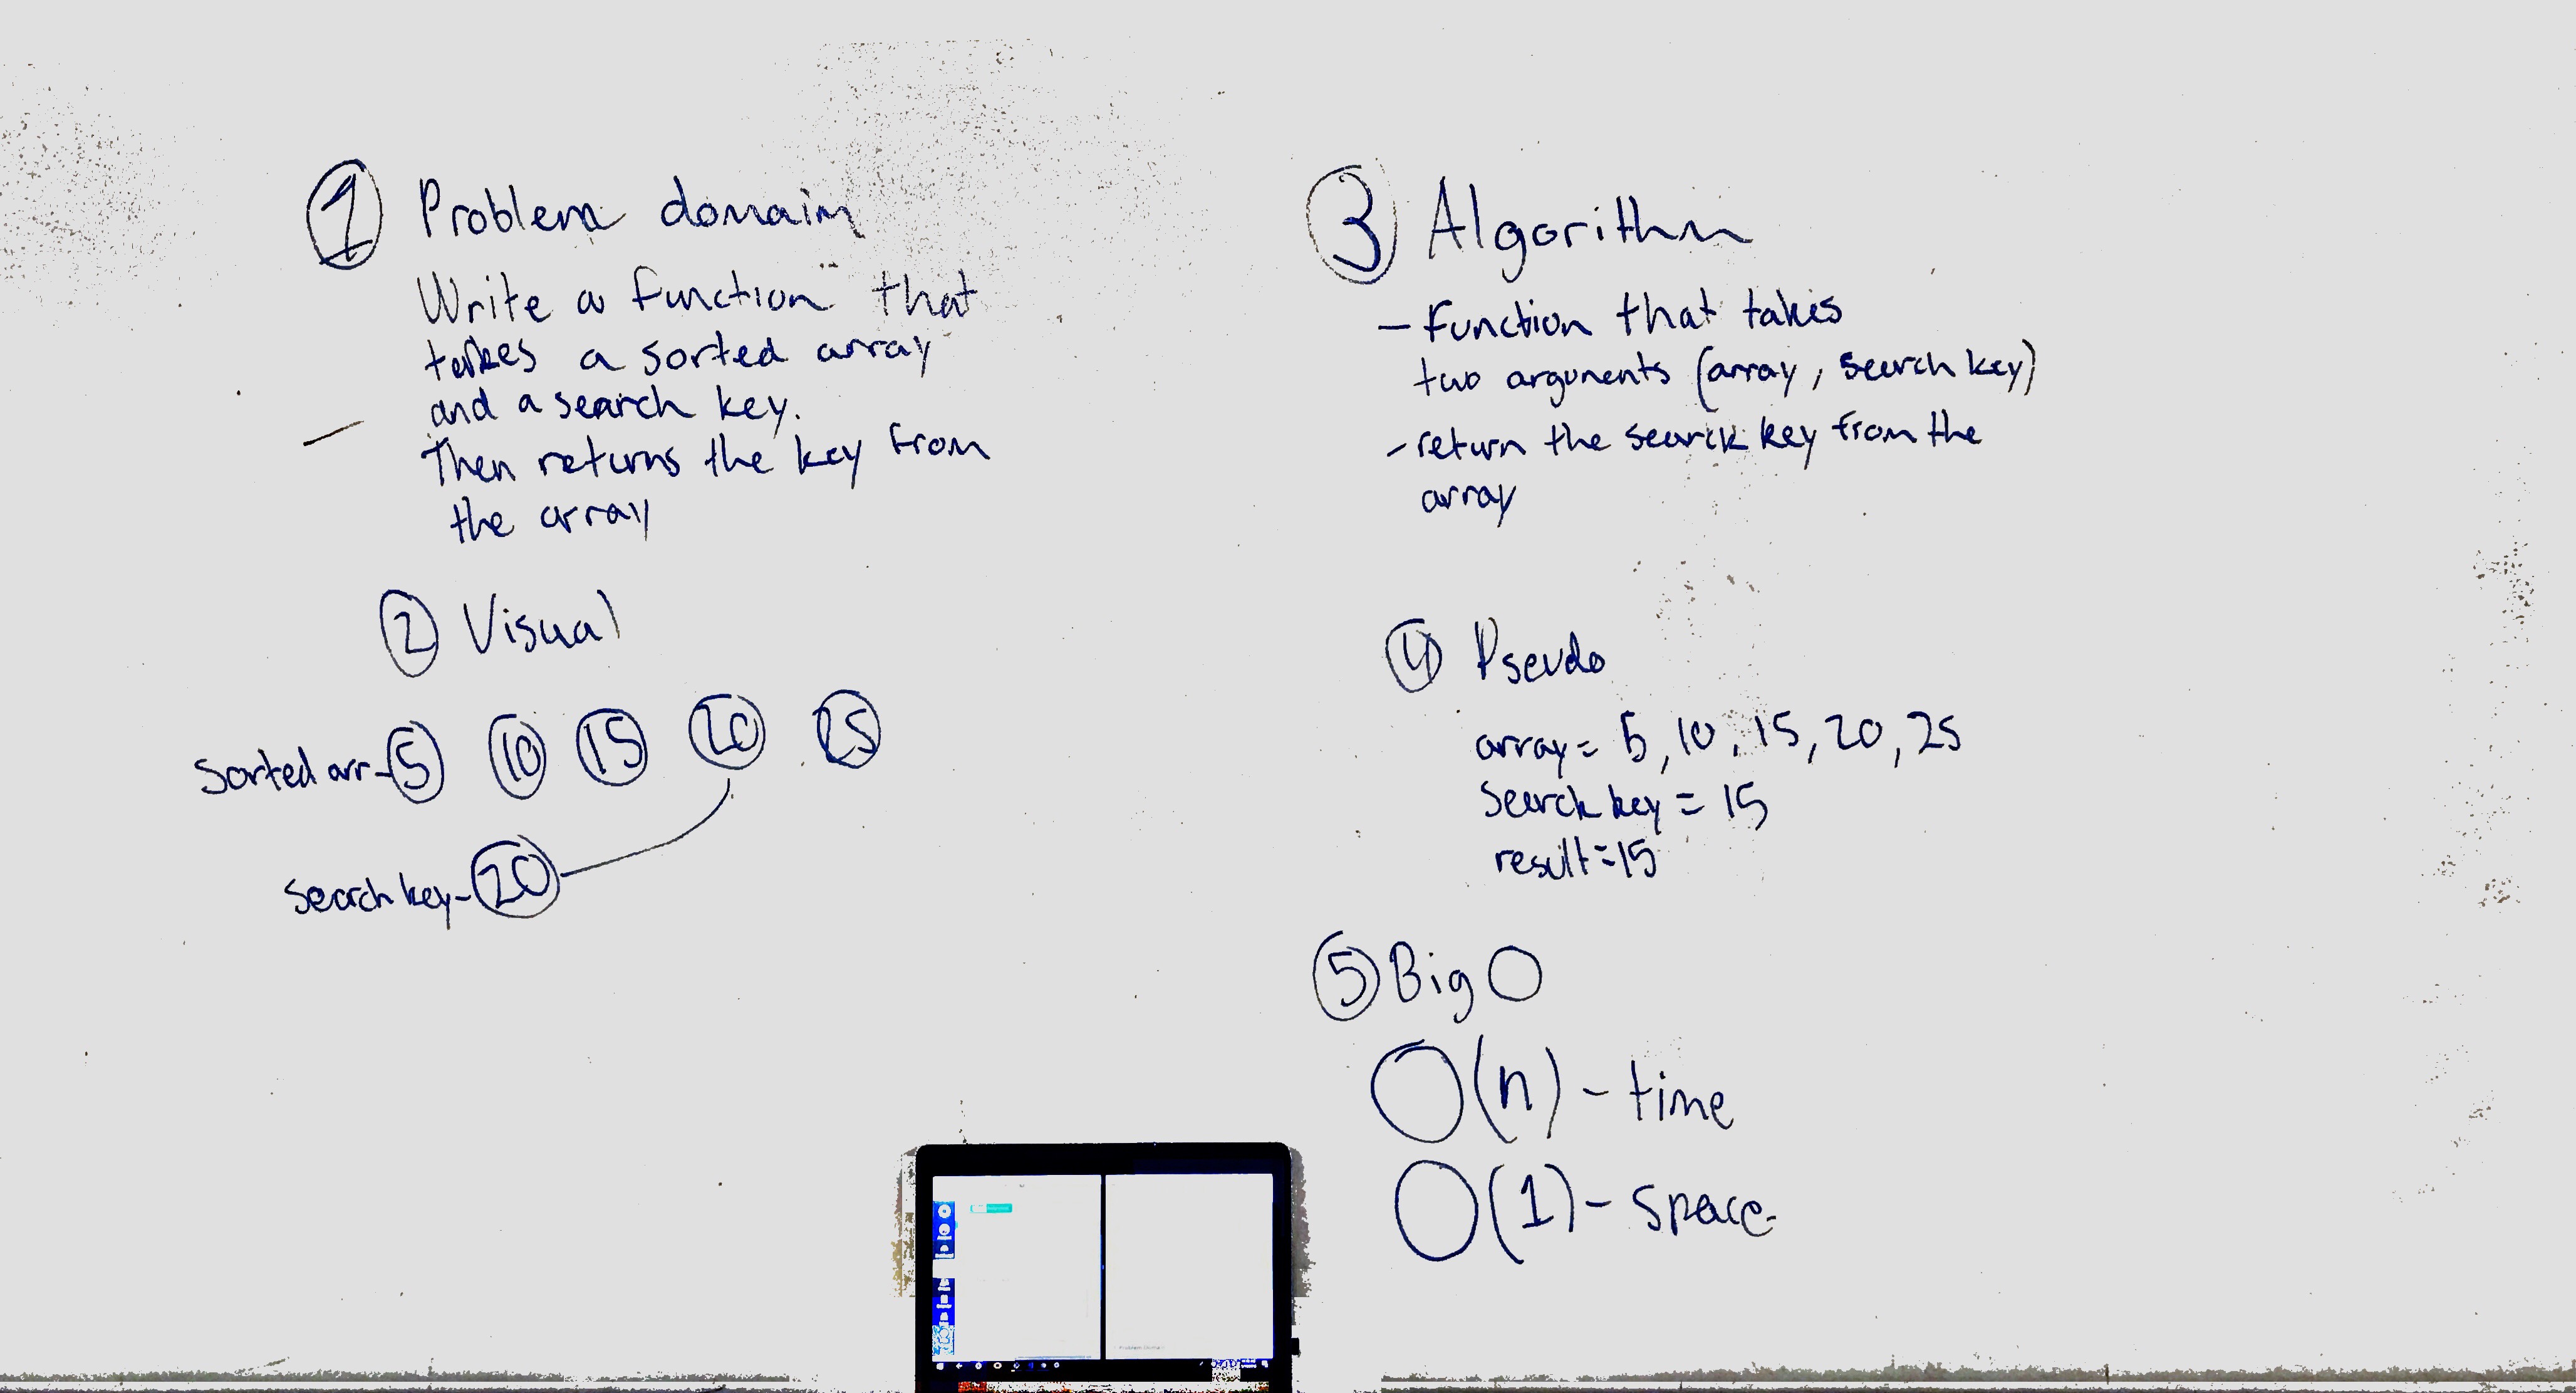 1 Problem domain
Write a function that
takes a sorted array
and a search key.
Then returns the key from
the array
2 Visual
Sorted arr - 5 10 15 20 25
Search key - 20
3 Algorithm
- function that takes
two arguments (array, search key)
- return the search key from the
array
4 Pseudo
array = 5, 10, 15, 20, 25
Search key = 15
result = 15
5 Big O
O(n) - time
O(1) - space